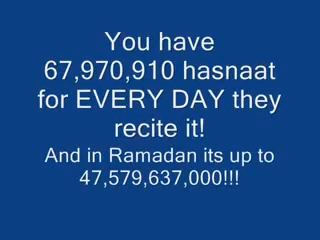 You have
67,970,910 hasnaat
for EVERY DAY they
recite it!
And in Ramadan its up to
47,579,637,000!!!